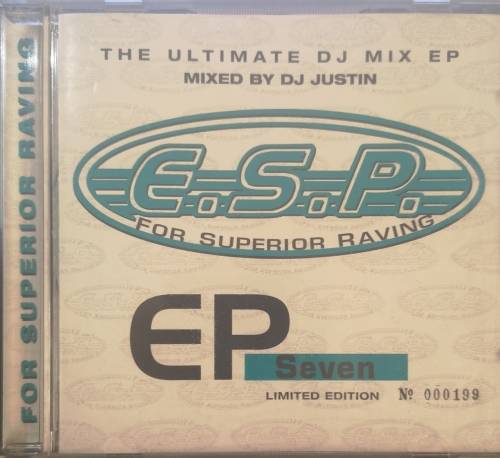 FOR SUPERIOR RAVING
THE ULTIMATE DJ MIX EP
MIXED BY DJ JUSTIN
E.S.P.
FOR SUPERIOR RAVING
EP
Seven
LIMITED EDITION Nº 000199